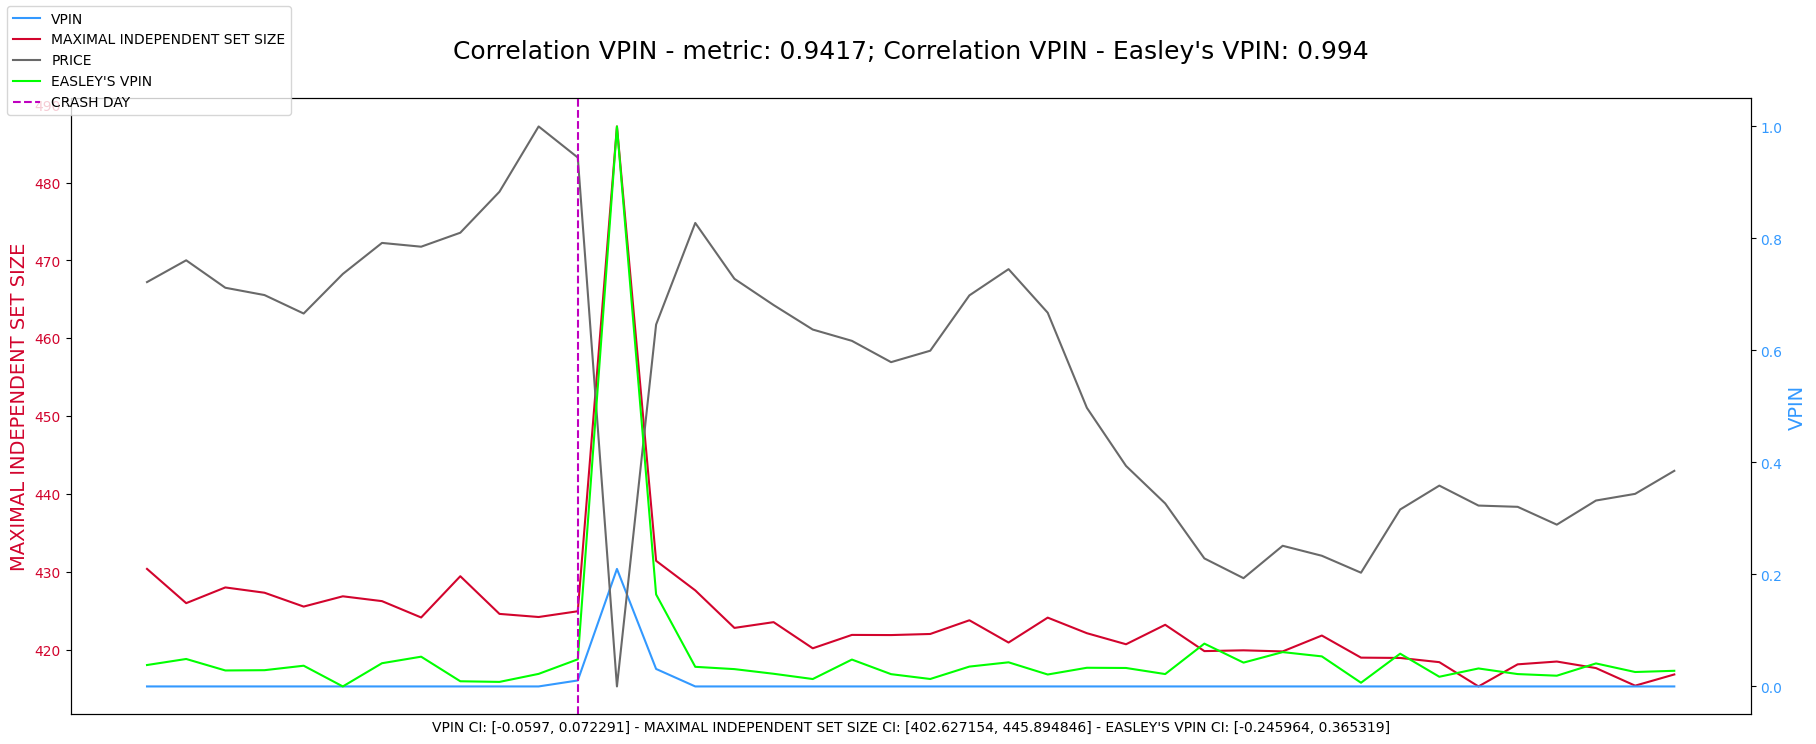 VPIN
MAXIMAL INDEPENDENT SET SIZE
PRICE
EASLEY'S VPIN
CRASH DAY
Correlation VPIN - metric: 0.9417; Correlation VPIN - Easley's VPIN: 0.994
MAXIMAL INDEPENDENT SET SIZE
490
480
470
460
450
440
430
420
1.0
0.8
0.6
0.4
0.2
0.0
VPIN
VPIN CI: [-0.0597, 0.072291] - MAXIMAL INDEPENDENT SET SIZE CI: [402.627154, 445.894846] - EASLEY'S VPIN CI: [-0.245964, 0.365319]